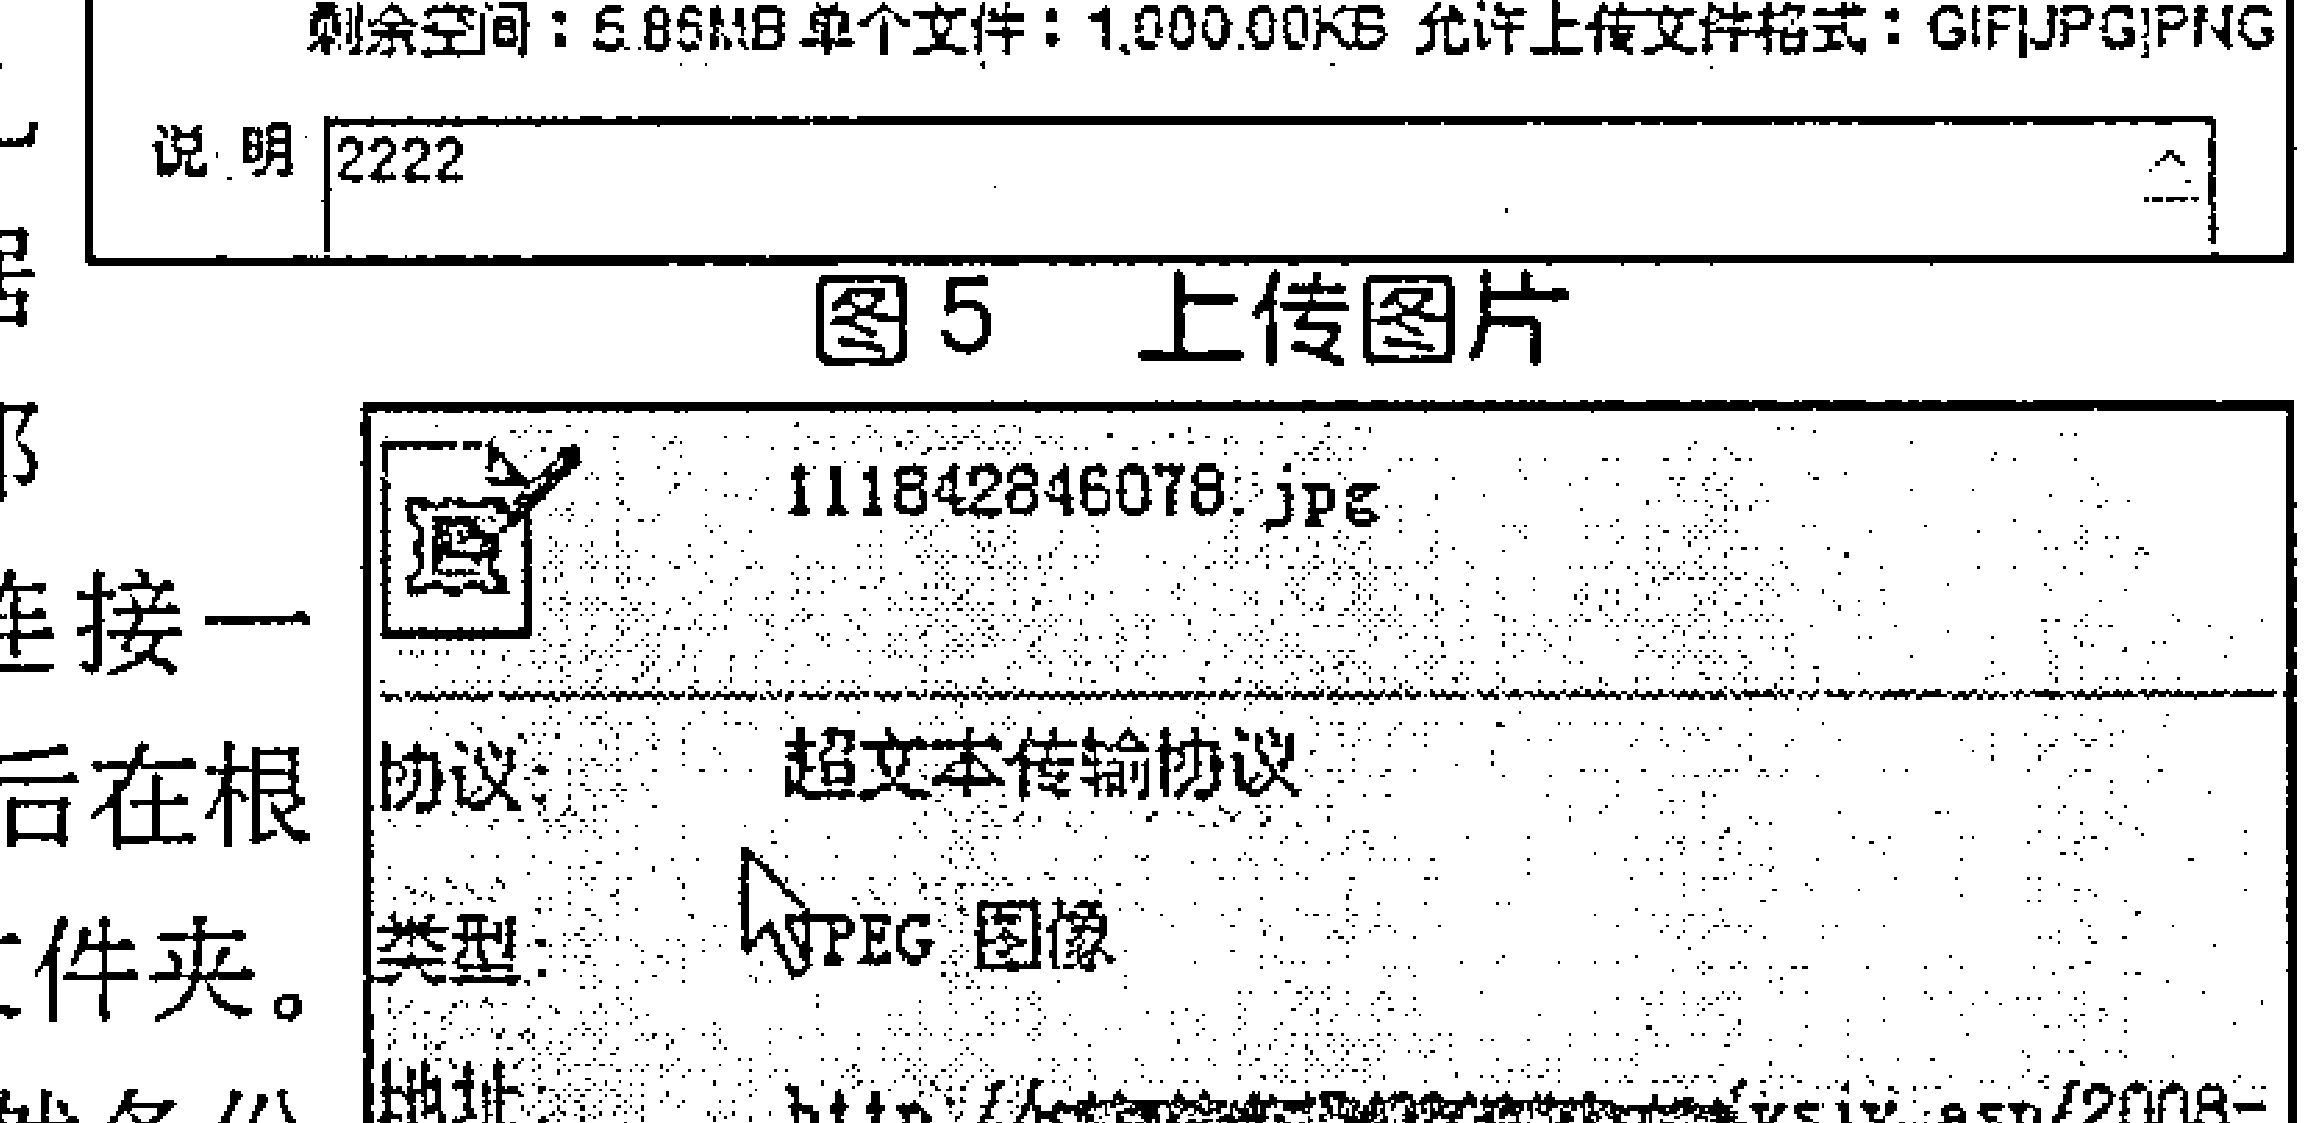 剩余空间：5.86MB 单个文件：1,000.00KB 允许上传文件格式：GIF|JPG|PNG
说 明 2222
图 5 上传图片
111842846078.jpg
连接一
协议: 超文本传输协议
后在根
类型: JPEG 图像
文件夹。
地址: